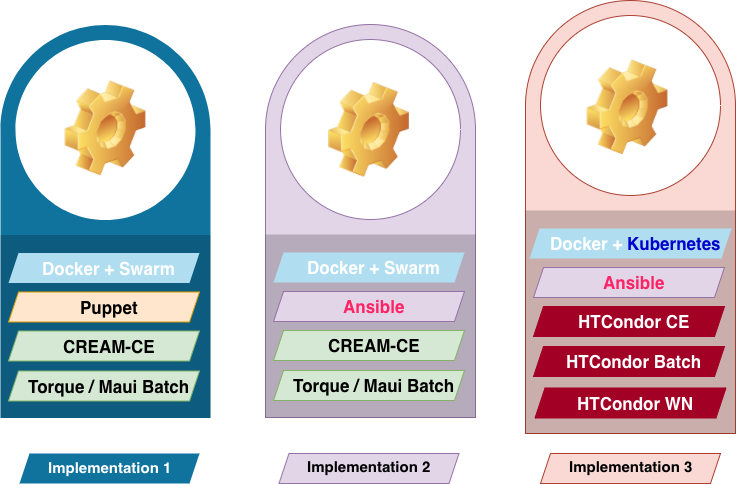 Docker + Swarm
Puppet
CREAM-CE
Torque / Maui Batch
Implementation 1
Docker + Swarm
Ansible
CREAM-CE
Torque / Maui Batch
Implementation 2
Docker + Kubernetes
Ansible
HTCondor CE
HTCondor Batch
HTCondor WN
Implementation 3